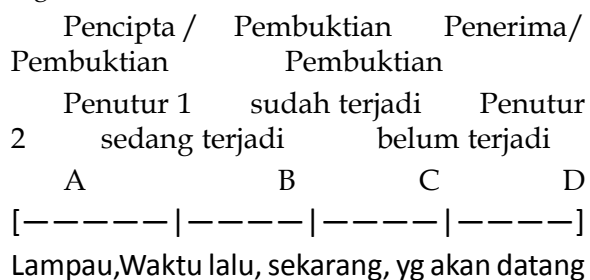 Pencipta / Pembuktian Penerima/
Pembuktian Pembuktian
Penutur 1 sudah terjadi Penutur
2 sedang terjadi belum terjadi
A B C D
[—————|————|————|————]
Lampau,Waktu lalu, sekarang, yg akan datang